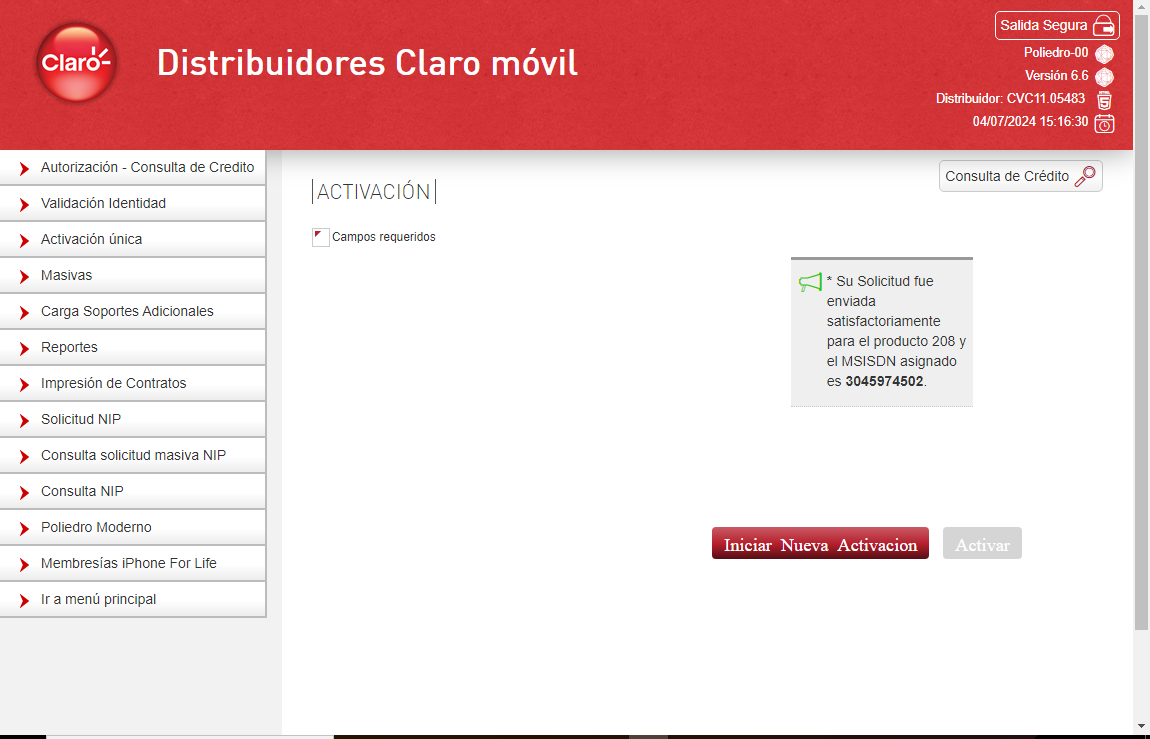 Claro
Distribuidores Claro móvil
Salida Segura
Poliedro-00
Versión 6.6
Distribuidor: CVC11.05483
04/07/2024 15:16:30
Autorización - Consulta de Credito
Validación Identidad
Activación única
Masivas
Carga Soportes Adicionales
Reportes
Impresión de Contratos
Solicitud NIP
Consulta solicitud masiva NIP
Consulta NIP
Poliedro Moderno
Membresías iPhone For Life
Ir a menú principal
Consulta de Crédito
|ACTIVACIÓN|
Campos requeridos
* Su Solicitud fue
enviada
satisfactoriamente
para el producto 208 y
el MSISDN asignado
es 3045974502.
Iniciar Nueva Activacion
Activar